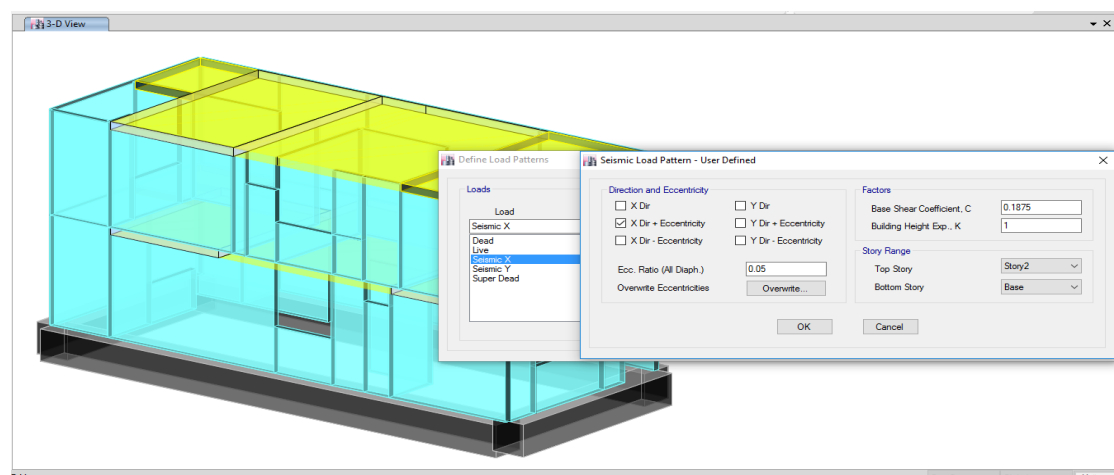 3-D View
Define Load Patterns
Loads
Load
Seismic X
Dead
Live
Seismic X
Seismic Y
Super Dead
Seismic Load Pattern - User Defined
Direction and Eccentricity
X Dir
Y Dir
X Dir + Eccentricity
Y Dir + Eccentricity
X Dir - Eccentricity
Y Dir - Eccentricity
Ecc. Ratio (All Diaph.)
0.05
Overwrite Eccentricities
Overwrite...
Factors
Base Shear Coefficient, C
0.1875
Building Height Exp., K
1
Story Range
Top Story
Story2
Bottom Story
Base
OK
Cancel